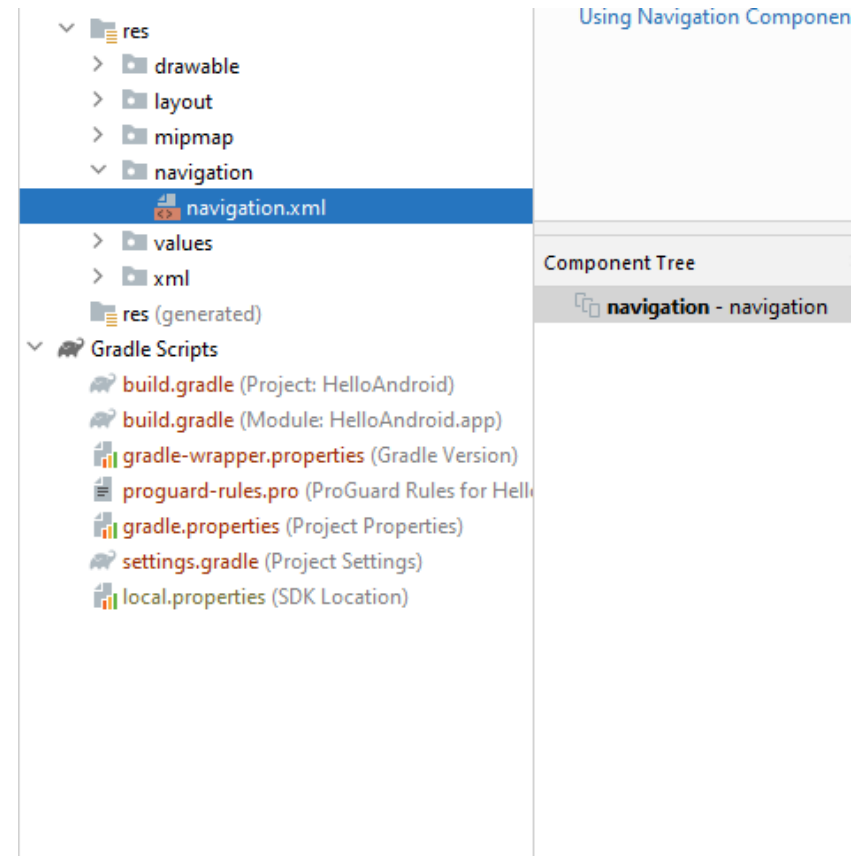 res
drawable
layout
mipmap
navigation
navigation.xml
values
xml
res (generated)
Gradle Scripts
build.gradle (Project: HelloAndroid)
build.gradle (Module: HelloAndroid.app)
gradle-wrapper.properties (Gradle Version)
proguard-rules.pro (ProGuard Rules for Hell
gradle.properties (Project Properties)
settings.gradle (Project Settings)
local.properties (SDK Location)
Using Navigation Componen
Component Tree
navigation - navigation